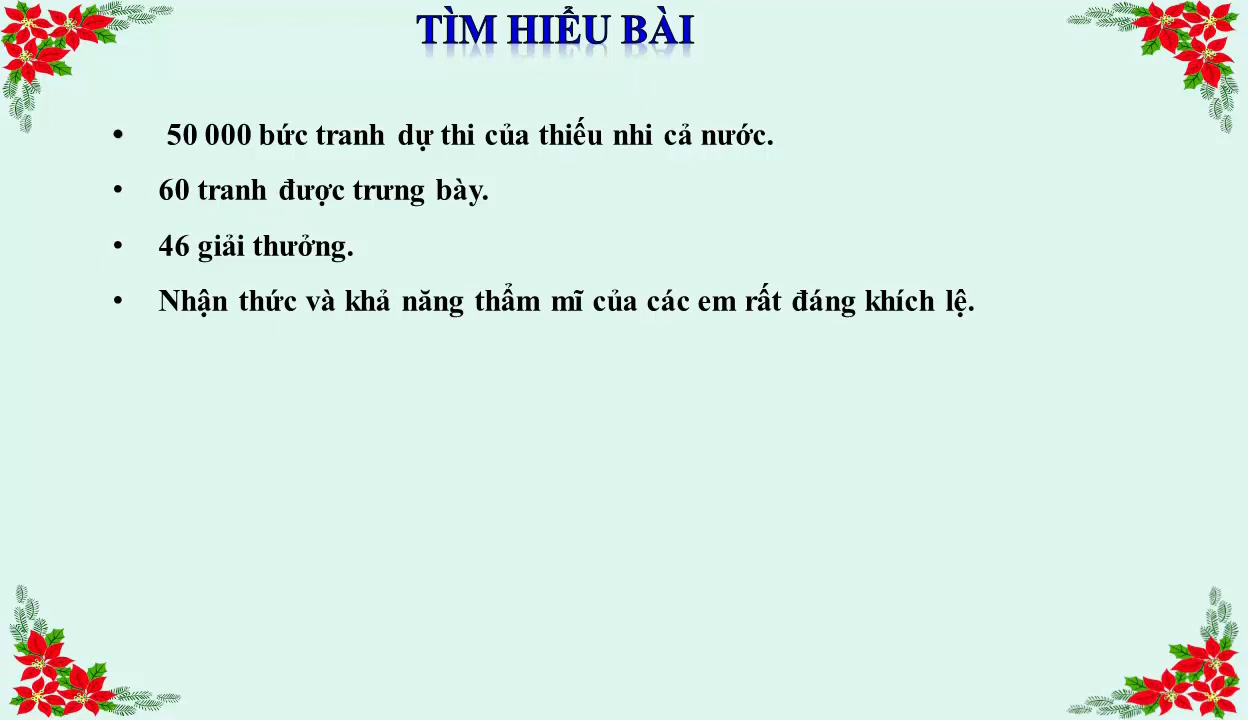 TÌM HIỂU BÀI
• 50 000 bức tranh dự thi của thiếu nhi cả nước.
• 60 tranh được trưng bày.
• 46 giải thưởng.
• Nhận thức và khả năng thẩm mĩ của các em rất đáng khích lệ.